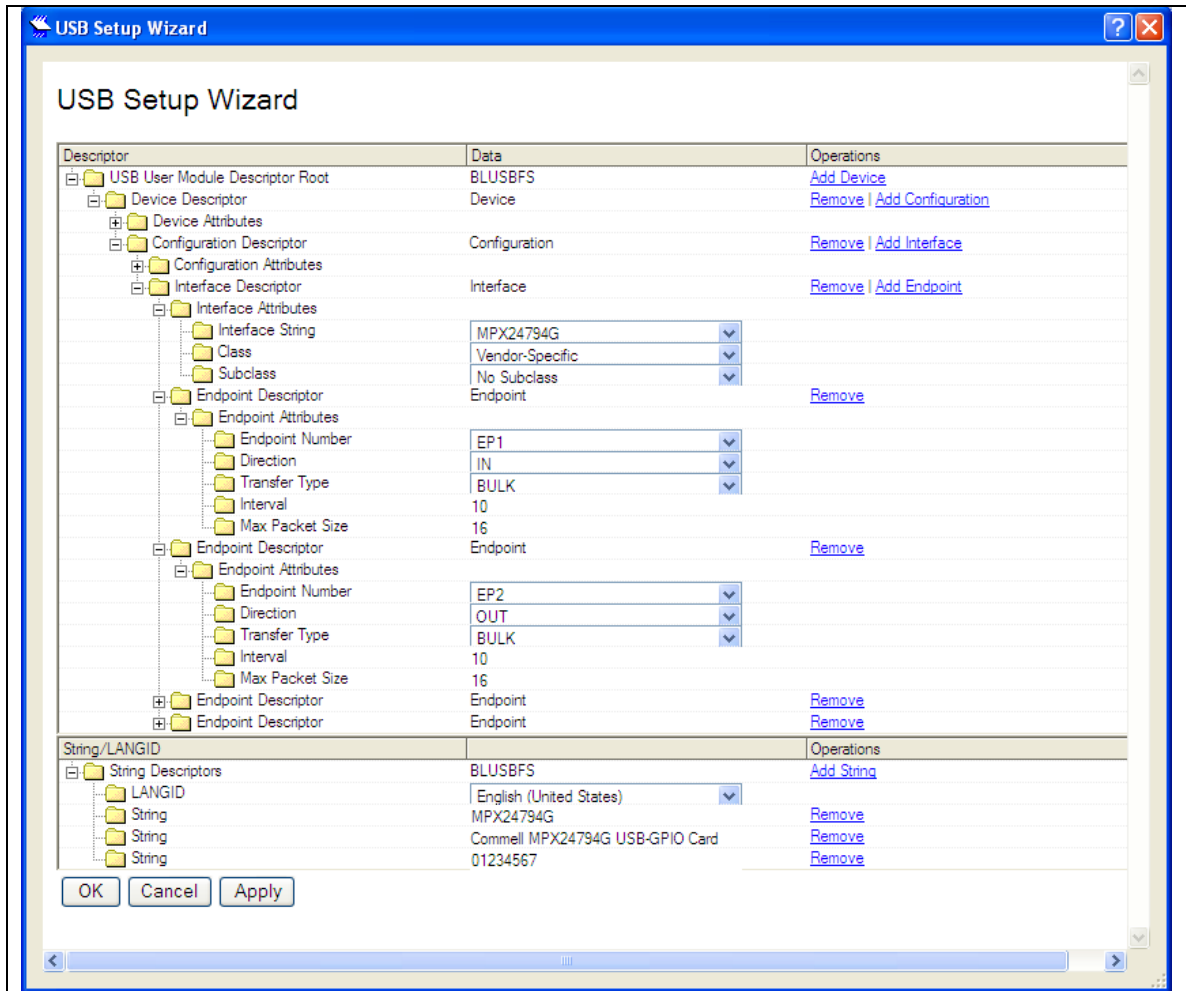 USB Setup Wizard
USB Setup Wizard
Descriptor Data Operations
USB User Module Descriptor Root BLUSBFS Add Device
Device Descriptor Device Remove | Add Configuration
Device Attributes
Configuration Descriptor Configuration Remove | Add Interface
Configuration Attributes
Interface Descriptor Interface Remove | Add Endpoint
Interface Attributes
Interface String MPX24794G
Class Vendor-Specific
Subclass No Subclass
Endpoint Descriptor Endpoint Remove
Endpoint Attributes
Endpoint Number EP1
Direction IN
Transfer Type BULK
Interval 10
Max Packet Size 16
Endpoint Descriptor Endpoint Remove
Endpoint Attributes
Endpoint Number EP2
Direction OUT
Transfer Type BULK
Interval 10
Max Packet Size 16
Endpoint Descriptor Endpoint Remove
Endpoint Descriptor Endpoint Remove
String/LANGID Operations
String Descriptors BLUSBFS Add String
LANGID English (United States)
String MPX24794G Remove
String Commell MPX24794G USB-GPIO Card Remove
String 01234567 Remove
OK Cancel Apply